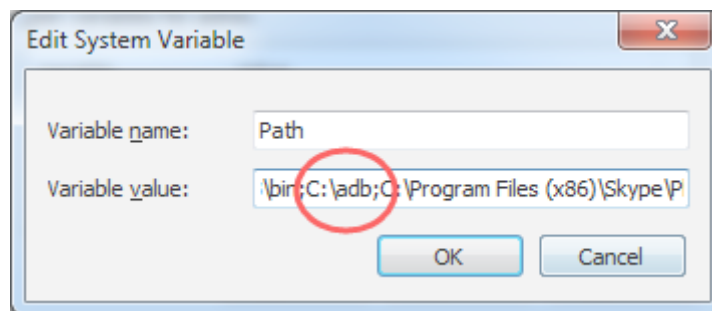 Edit System Variable
Variable name: Path
Variable value: \bin;C:\adb;C:\Program Files (x86)\Skype\P
OK Cancel